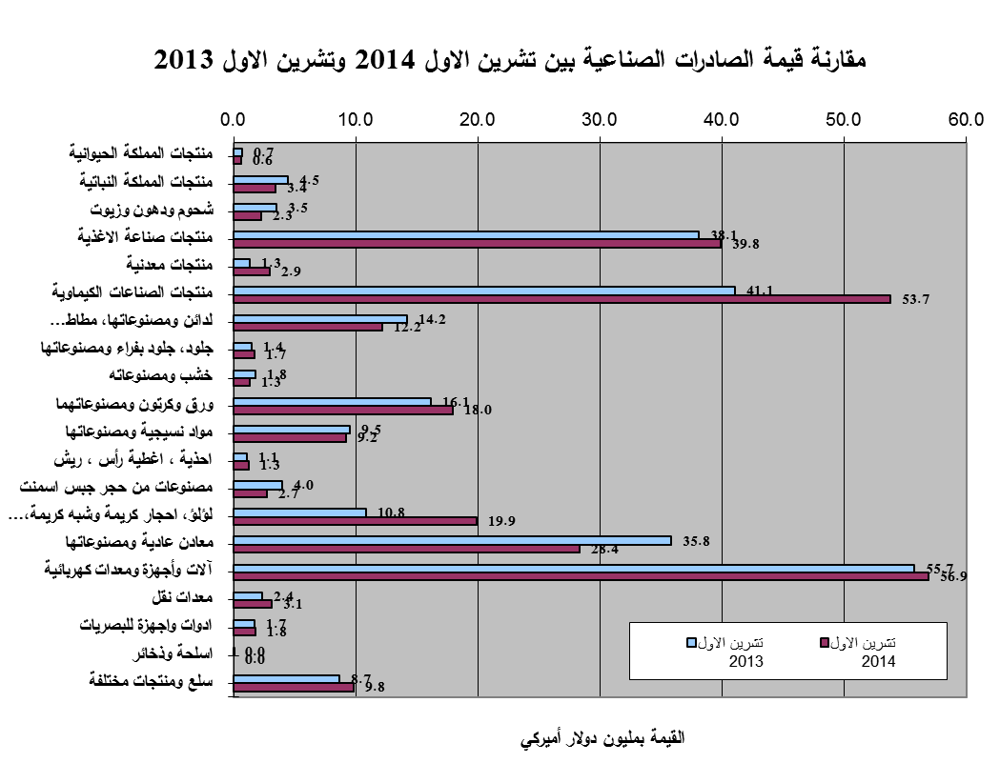 مقارنة قيمة الصادرات الصناعية بين تشرين الاول 2014 وتشرين الاول 2013
0.0 10.0 20.0 30.0 40.0 50.0 60.0
منتجات المملكة الحيوانية 0.7 0.6
منتجات المملكة النباتية 4.5 3.4
شحوم ودهون وزيوت 3.5 2.3
منتجات صناعة الاغذية 38.1 39.8
منتجات معدنية 1.3 2.9
منتجات الصناعات الكيماوية 41.1 53.7
لدائن ومصنوعاتها، مطاط... 14.2 12.2
جلود، جلود بفراء ومصنوعاتها 1.4 1.7
خشب ومصنوعاته 1.8 1.3
ورق وكرتون ومصنوعاتهما 16.1 18.0
مواد نسيجية ومصنوعاتها 9.5 9.2
احذية ، اغطية رأس ، ريش 1.1 1.3
مصنوعات من حجر جبس اسمنت 4.0 2.7
لؤلؤ، احجار كريمة وشبه كريمة،... 10.8 19.9
معادن عادية ومصنوعاتها 35.8 28.4
آلات وأجهزة ومعدات كهربائية 55.7 56.9
معدات نقل 2.4 3.1
ادوات واجهزة للبصريات 1.7 1.8
اسلحة وذخائر 0.0 0.0
سلع ومنتجات مختلفة 8.7 9.8
تشرين الاول 2014
تشرين الاول 2013
القيمة بمليون دولار أميركي